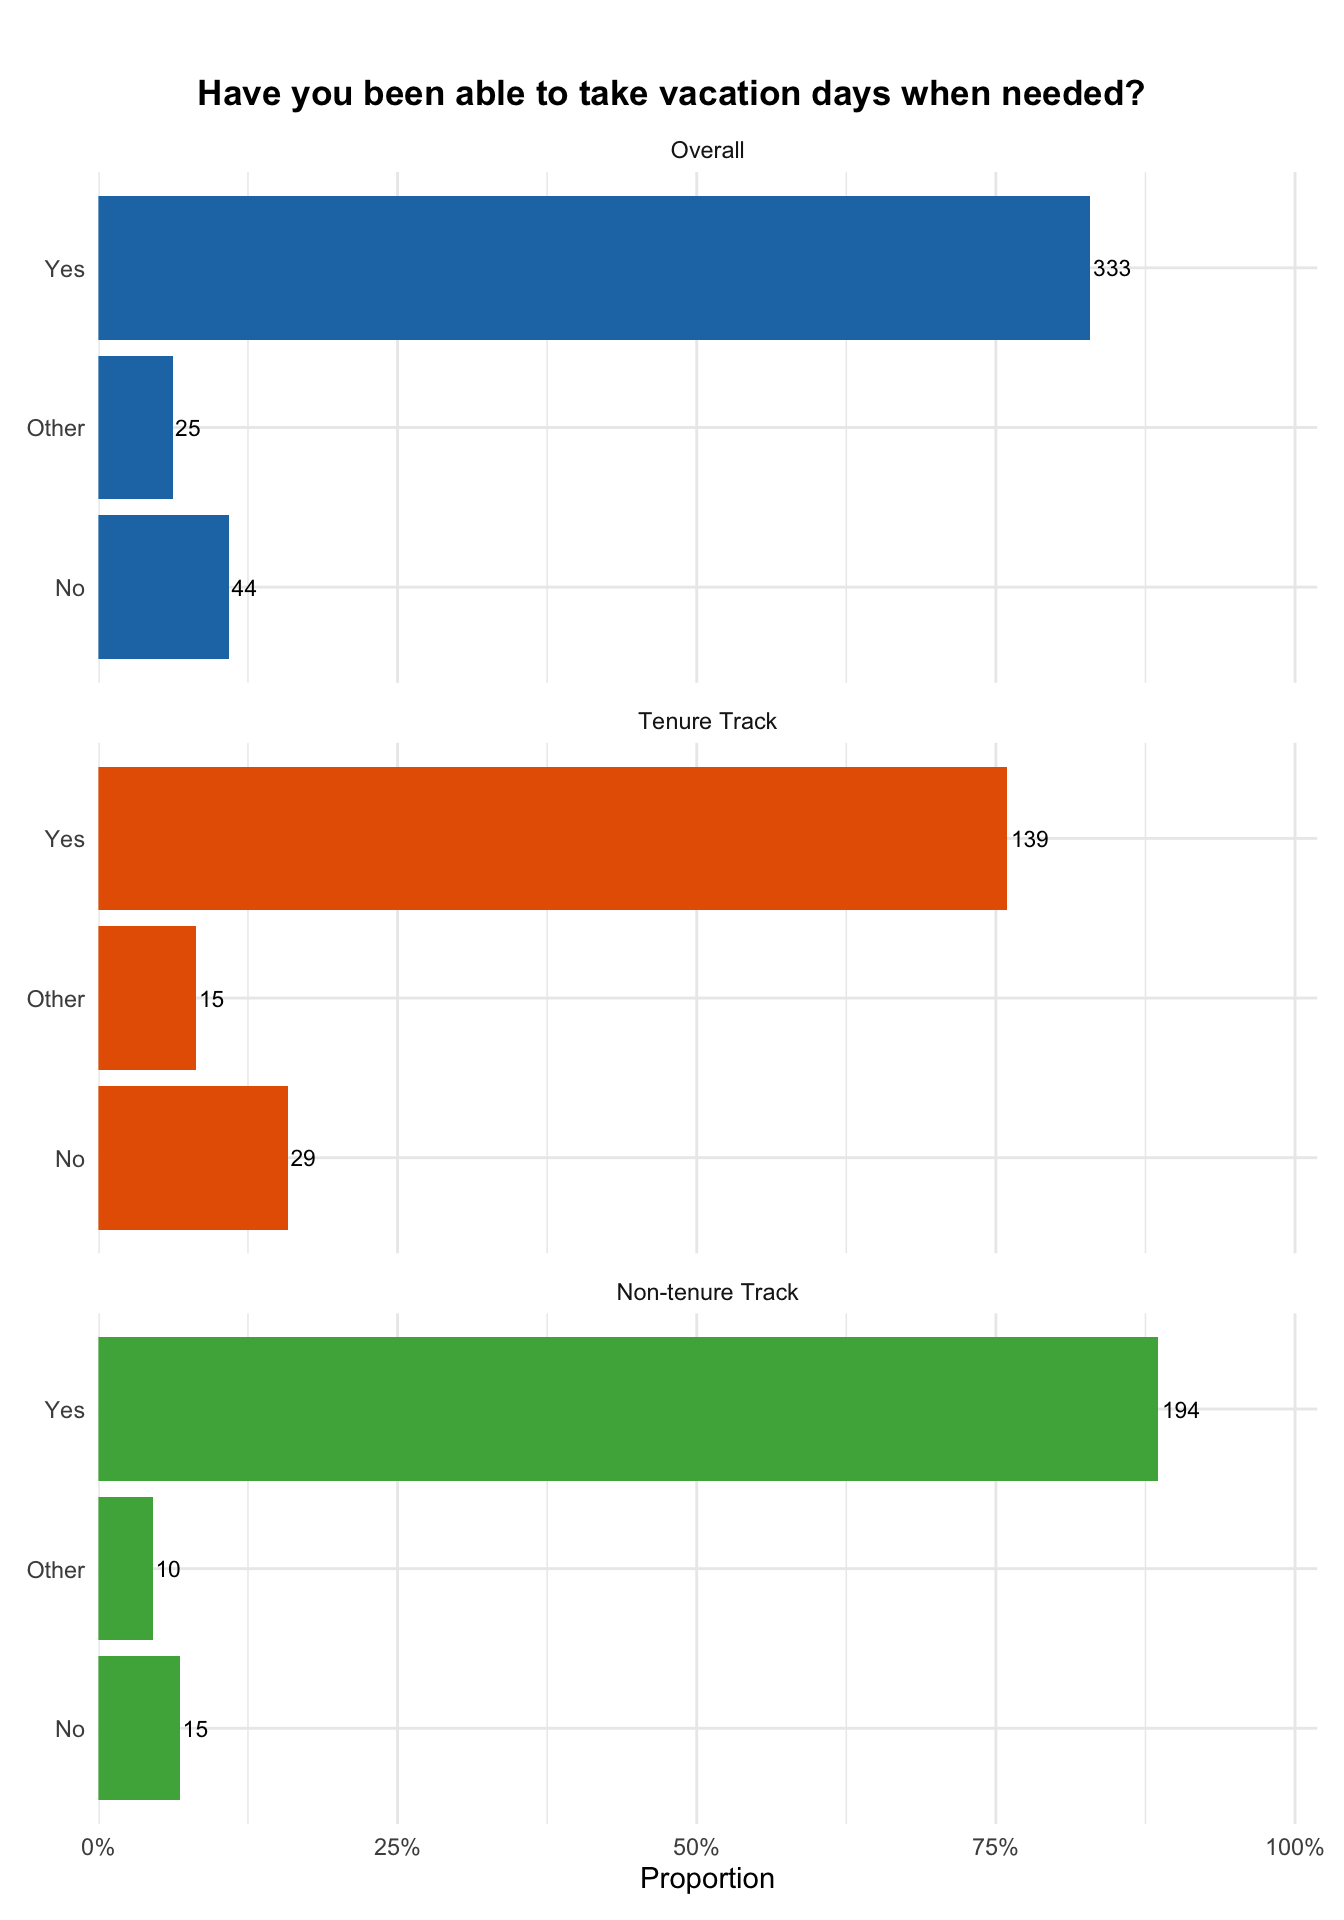 Have you been able to take vacation days when needed?
Overall
Yes
333
Other
25
No
44
Tenure Track
Yes
139
Other
15
No
29
Non-tenure Track
Yes
194
Other
10
No
15
0% 25% 50% 75% 100%
Proportion